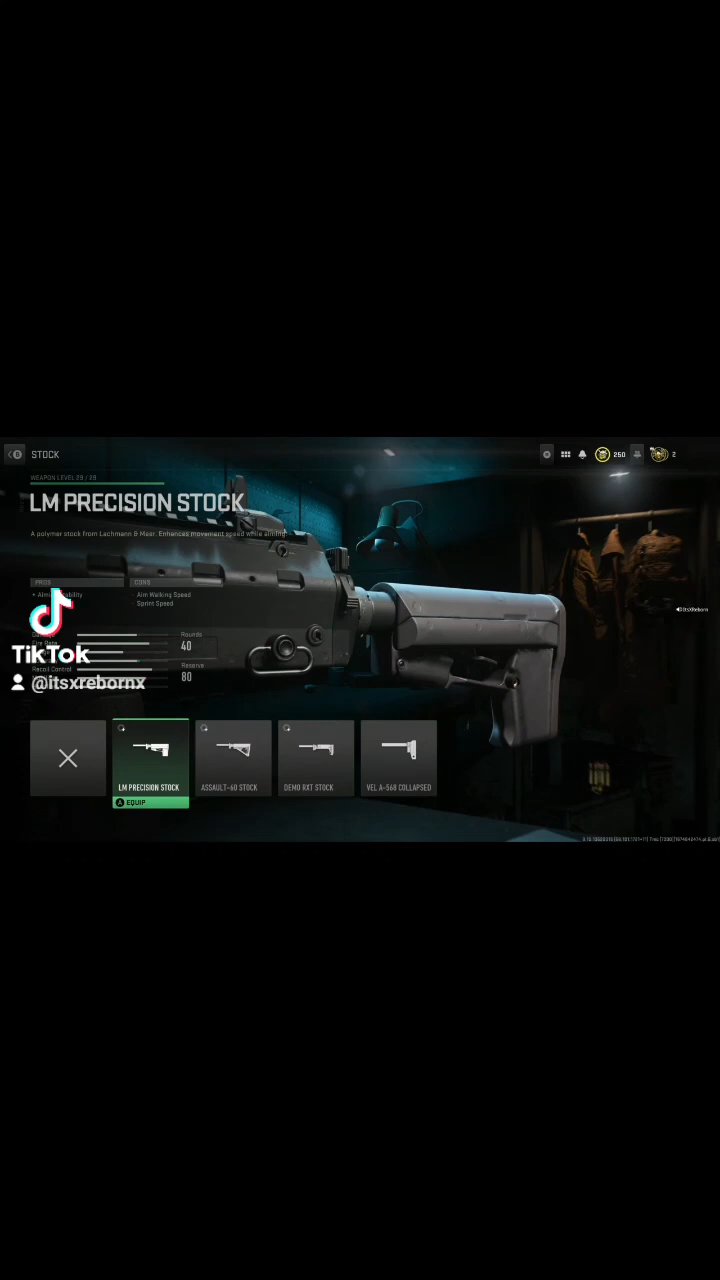 B STOCK
250
2
WEAPON LEVEL 29 / 29
LM PRECISION STOCK
A polymer stock from Lachmann & Meer. Enhances movement speed while aiming.
PROS
CONS
- Aim Walking Speed
- Sprint Speed
ItsXReborn
Rounds
40
TikTok
Recoil Control
Reserve
80
@itsxrebornx
LM PRECISION STOCK
ASSAULT-60 STOCK
DEMO RXT STOCK
VEL A-568 COLLAPSED
A EQUIP